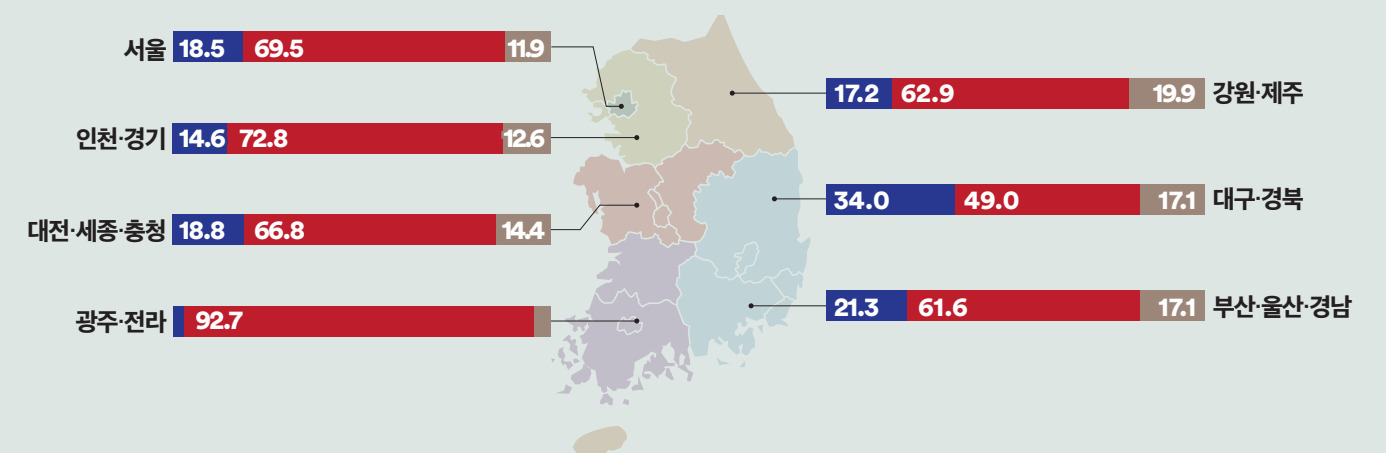 서울 18.5 69.5 11.9
인천·경기 14.6 72.8 12.6
대전·세종·충청 18.8 66.8 14.4
광주·전라 92.7
17.2 62.9 19.9 강원·제주
34.0 49.0 17.1 대구·경북
21.3 61.6 17.1 부산·울산·경남